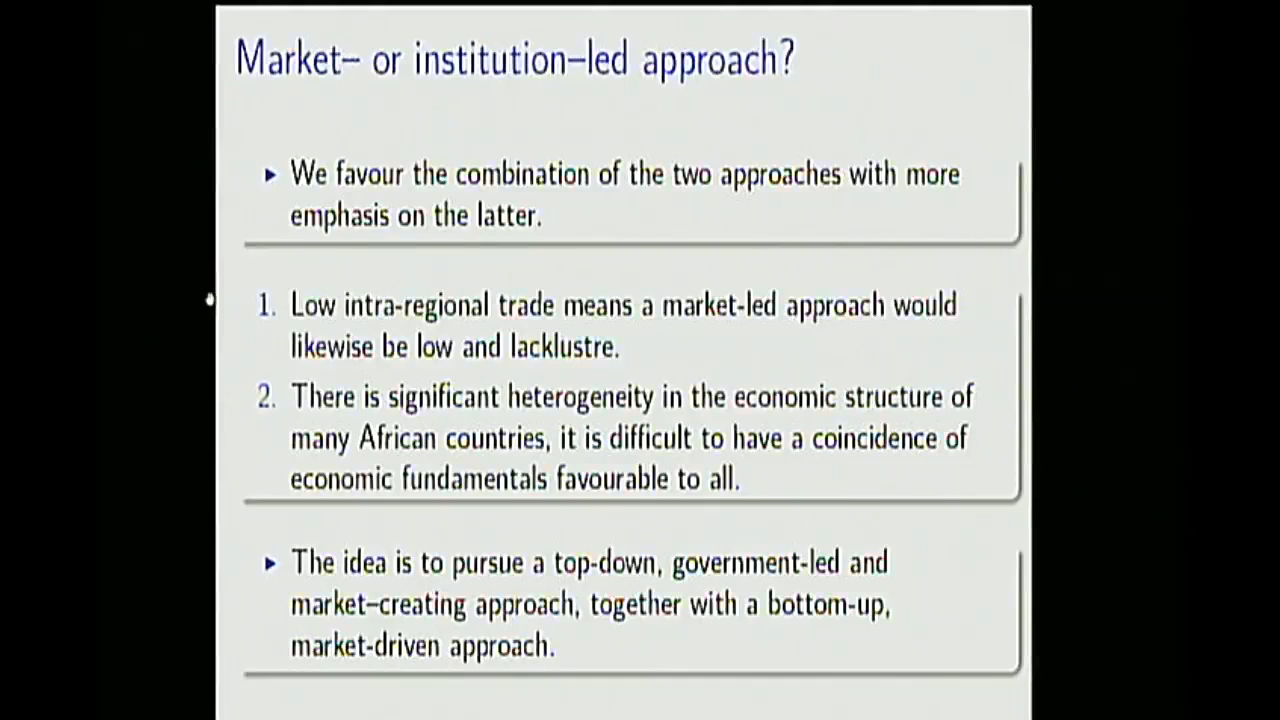 Market– or institution–led approach?
▸ We favour the combination of the two approaches with more
emphasis on the latter.
1. Low intra-regional trade means a market-led approach would
likewise be low and lacklustre.
2. There is significant heterogeneity in the economic structure of
many African countries, it is difficult to have a coincidence of
economic fundamentals favourable to all.
▸ The idea is to pursue a top-down, government-led and
market–creating approach, together with a bottom-up,
market-driven approach.